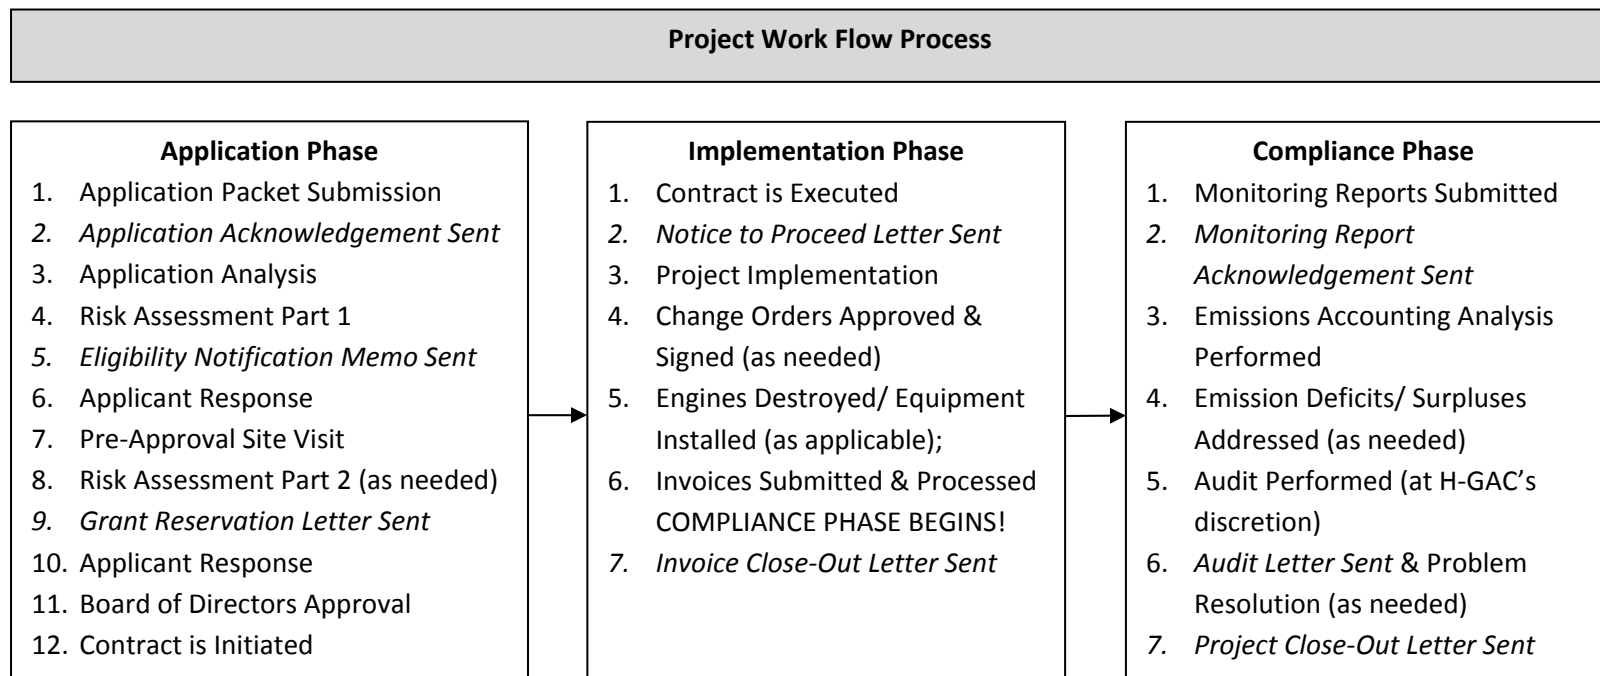 Project Work Flow Process
Application Phase
1. Application Packet Submission
2. Application Acknowledgement Sent
3. Application Analysis
4. Risk Assessment Part 1
5. Eligibility Notification Memo Sent
6. Applicant Response
7. Pre-Approval Site Visit
8. Risk Assessment Part 2 (as needed)
9. Grant Reservation Letter Sent
10. Applicant Response
11. Board of Directors Approval
12. Contract is Initiated
Implementation Phase
1. Contract is Executed
2. Notice to Proceed Letter Sent
3. Project Implementation
4. Change Orders Approved &
Signed (as needed)
5. Engines Destroyed/ Equipment
Installed (as applicable);
6. Invoices Submitted & Processed
COMPLIANCE PHASE BEGINS!
7. Invoice Close-Out Letter Sent
Compliance Phase
1. Monitoring Reports Submitted
2. Monitoring Report
Acknowledgement Sent
3. Emissions Accounting Analysis
Performed
4. Emission Deficits/ Surpluses
Addressed (as needed)
5. Audit Performed (at H-GAC’s
discretion)
6. Audit Letter Sent & Problem
Resolution (as needed)
7. Project Close-Out Letter Sent